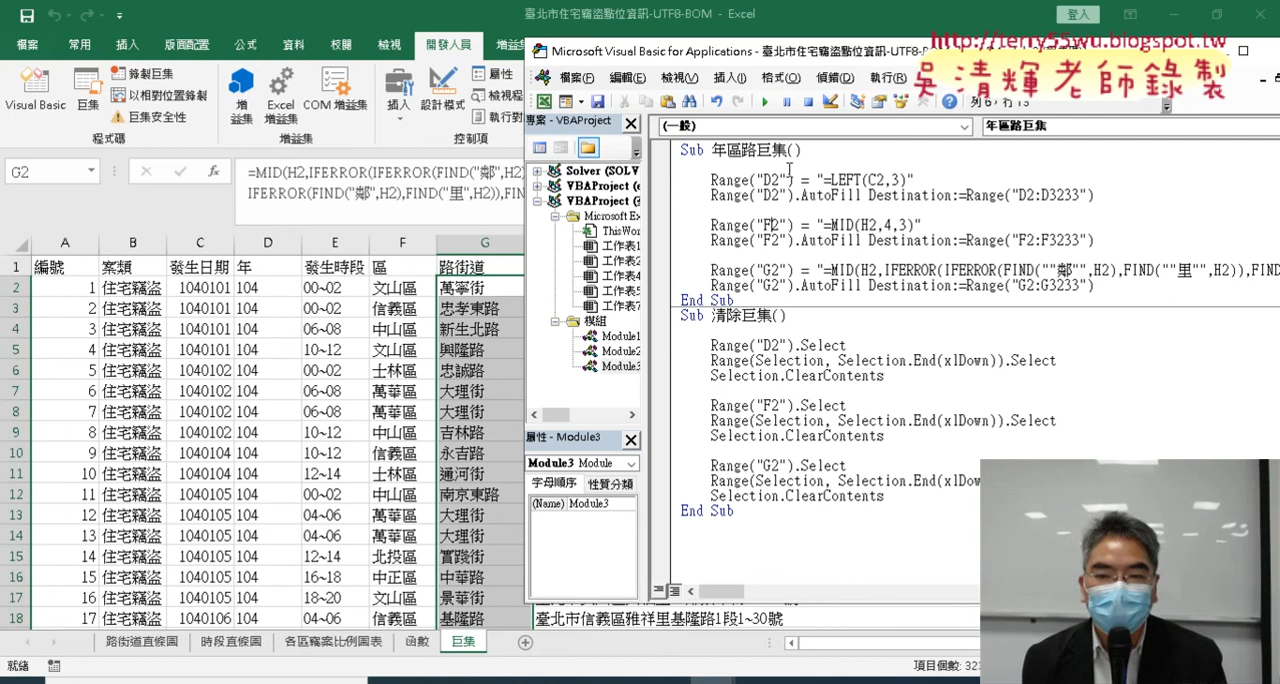 臺北市住宅竊盜點位資訊-UTF8-BOM - Excel
登入
檔案 常用 插入 版面配置 公式 資料 校閱 檢視 開發人員 增益集
http://terry55wu.blogspot.tw
吳清輝老師錄製
Visual Basic
巨集
錄製巨集
以相對位置錄製
巨集安全性
程式碼
增益集
Excel 增益集
COM 增益集
增益集
插入
設計模式
屬性
檢視程
執行對
控制項
Microsoft Visual Basic for Applications - 臺北市住宅竊盜點位資訊-UTF8-B
檔案(F) 編輯(E) 檢視(V) 插入(I) 格式(O) 偵錯(D) 執行(R)
專案 - VBAProject
Solver (SOLV
VBAProject (e
VBAProject (
Microsoft Ex
ThisWor
工作表1
工作表2
工作表4
工作表5
工作表7
模組
Module1
Module2
Module3
屬性 - Module3
Module3 Module
字母順序 性質分類
(Name) Module3
(一般) 年區路巨集
Sub 年區路巨集()
Range("D2") = "=LEFT(C2,3)"
Range("D2").AutoFill Destination:=Range("D2:D3233")
Range("F2") = "=MID(H2,4,3)"
Range("F2").AutoFill Destination:=Range("F2:F3233")
Range("G2") = "=MID(H2,IFERROR(IFERROR(FIND(""鄰"",H2),FIND(""里"",H2)),FIN
Range("G2").AutoFill Destination:=Range("G2:G3233")
End Sub
Sub 清除巨集()
Range("D2").Select
Range(Selection, Selection.End(xlDown)).Select
Selection.ClearContents
Range("F2").Select
Range(Selection, Selection.End(xlDown)).Select
Selection.ClearContents
Range("G2").Select
Range(Selection, Selection.End(xlDow
Selection.ClearContents
End Sub
G2
=MID(H2,IFERROR(IFERROR(FIND("鄰",H2)
IFERROR(FIND("鄰",H2),FIND("里",H2)),FIN
A B C D E F G
1 編號 案類 發生日期 年 發生時段 區 路街道
2 1 住宅竊盜 1040101 104 00~02 文山區 萬寧街
3 2 住宅竊盜 1040101 104 00~02 信義區 忠孝東路
4 3 住宅竊盜 1040101 104 06~08 中山區 新生北路
5 4 住宅竊盜 1040101 104 10~12 文山區 興隆路
6 5 住宅竊盜 1040102 104 00~02 士林區 忠誠路
7 6 住宅竊盜 1040102 104 06~08 萬華區 大理街
8 7 住宅竊盜 1040102 104 06~08 萬華區 大理街
9 8 住宅竊盜 1040102 104 10~12 中山區 吉林路
10 9 住宅竊盜 1040104 104 10~12 信義區 永吉路
11 10 住宅竊盜 1040104 104 12~14 士林區 通河街
12 11 住宅竊盜 1040105 104 00~02 中山區 南京東路
13 12 住宅竊盜 1040105 104 04~06 萬華區 大理街
14 13 住宅竊盜 1040105 104 04~06 萬華區 大理街
15 14 住宅竊盜 1040105 104 12~14 北投區 實踐街
16 15 住宅竊盜 1040105 104 16~18 中正區 中華路
17 16 住宅竊盜 1040105 104 18~20 文山區 景華街
18 17 住宅竊盜 1040106 104 04~06 信義區 基隆路 臺北市信義區雅祥里基隆路1段1~30號
路街道直條圖 時段直條圖 各區竊案比例圖表 函數 巨集
就緒
項目個數: 323